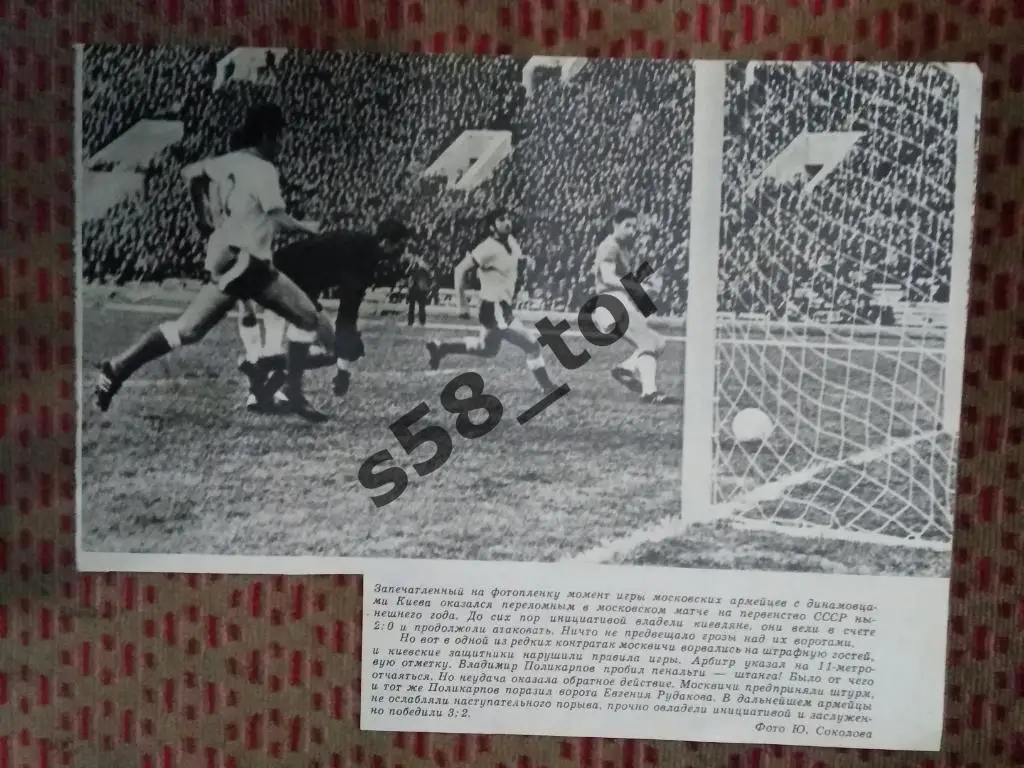 s58_tor
Запечатленный на фотопленку момент игры московских армейцев с динамовца-
ми Киева оказался переломным в московском матче на первенство СССР ны-
нешнего года. До сих пор инициативой владели киевляне, они вели в счете
2:0 и продолжали атаковать. Ничто не предвещало грозы над их воротами.
Но вот в одной из редких контратак москвичи ворвались на штрафную гостей,
и киевские защитники нарушили правила игры. Арбитр указал на 11-метро-
вую отметку. Владимир Поликарпов пробил пенальти — штанга! Было от чего
отчаяться. Но неудача оказала обратное действие. Москвичи предприняли штурм,
и тот же Поликарпов поразил ворота Евгения Рудакова. В дальнейшем армейцы
не ослабляли наступательного порыва, прочно овладели инициативой и заслужен-
но победили 3:2.
Фото Ю. Соколова